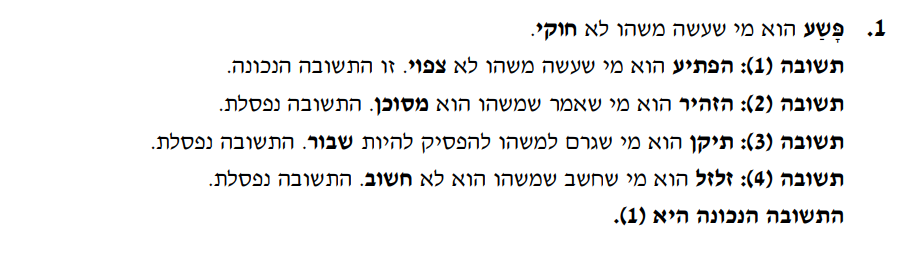 1. פָּשַׁע הוא מי שעשה משהו לא חוקי.
תשובה (1): הפתיע הוא מי שעשה משהו לא צפוי. זו התשובה הנכונה.
תשובה (2): הזהיר הוא מי שאמר שמשהו הוא מסוכן. התשובה נפסלת.
תשובה (3): תיקן הוא מי שגרם למשהו להפסיק להיות שבור. התשובה נפסלת.
תשובה (4): זלזל הוא מי שחשב שמשהו הוא לא חשוב. התשובה נפסלת.
התשובה הנכונה היא (1).